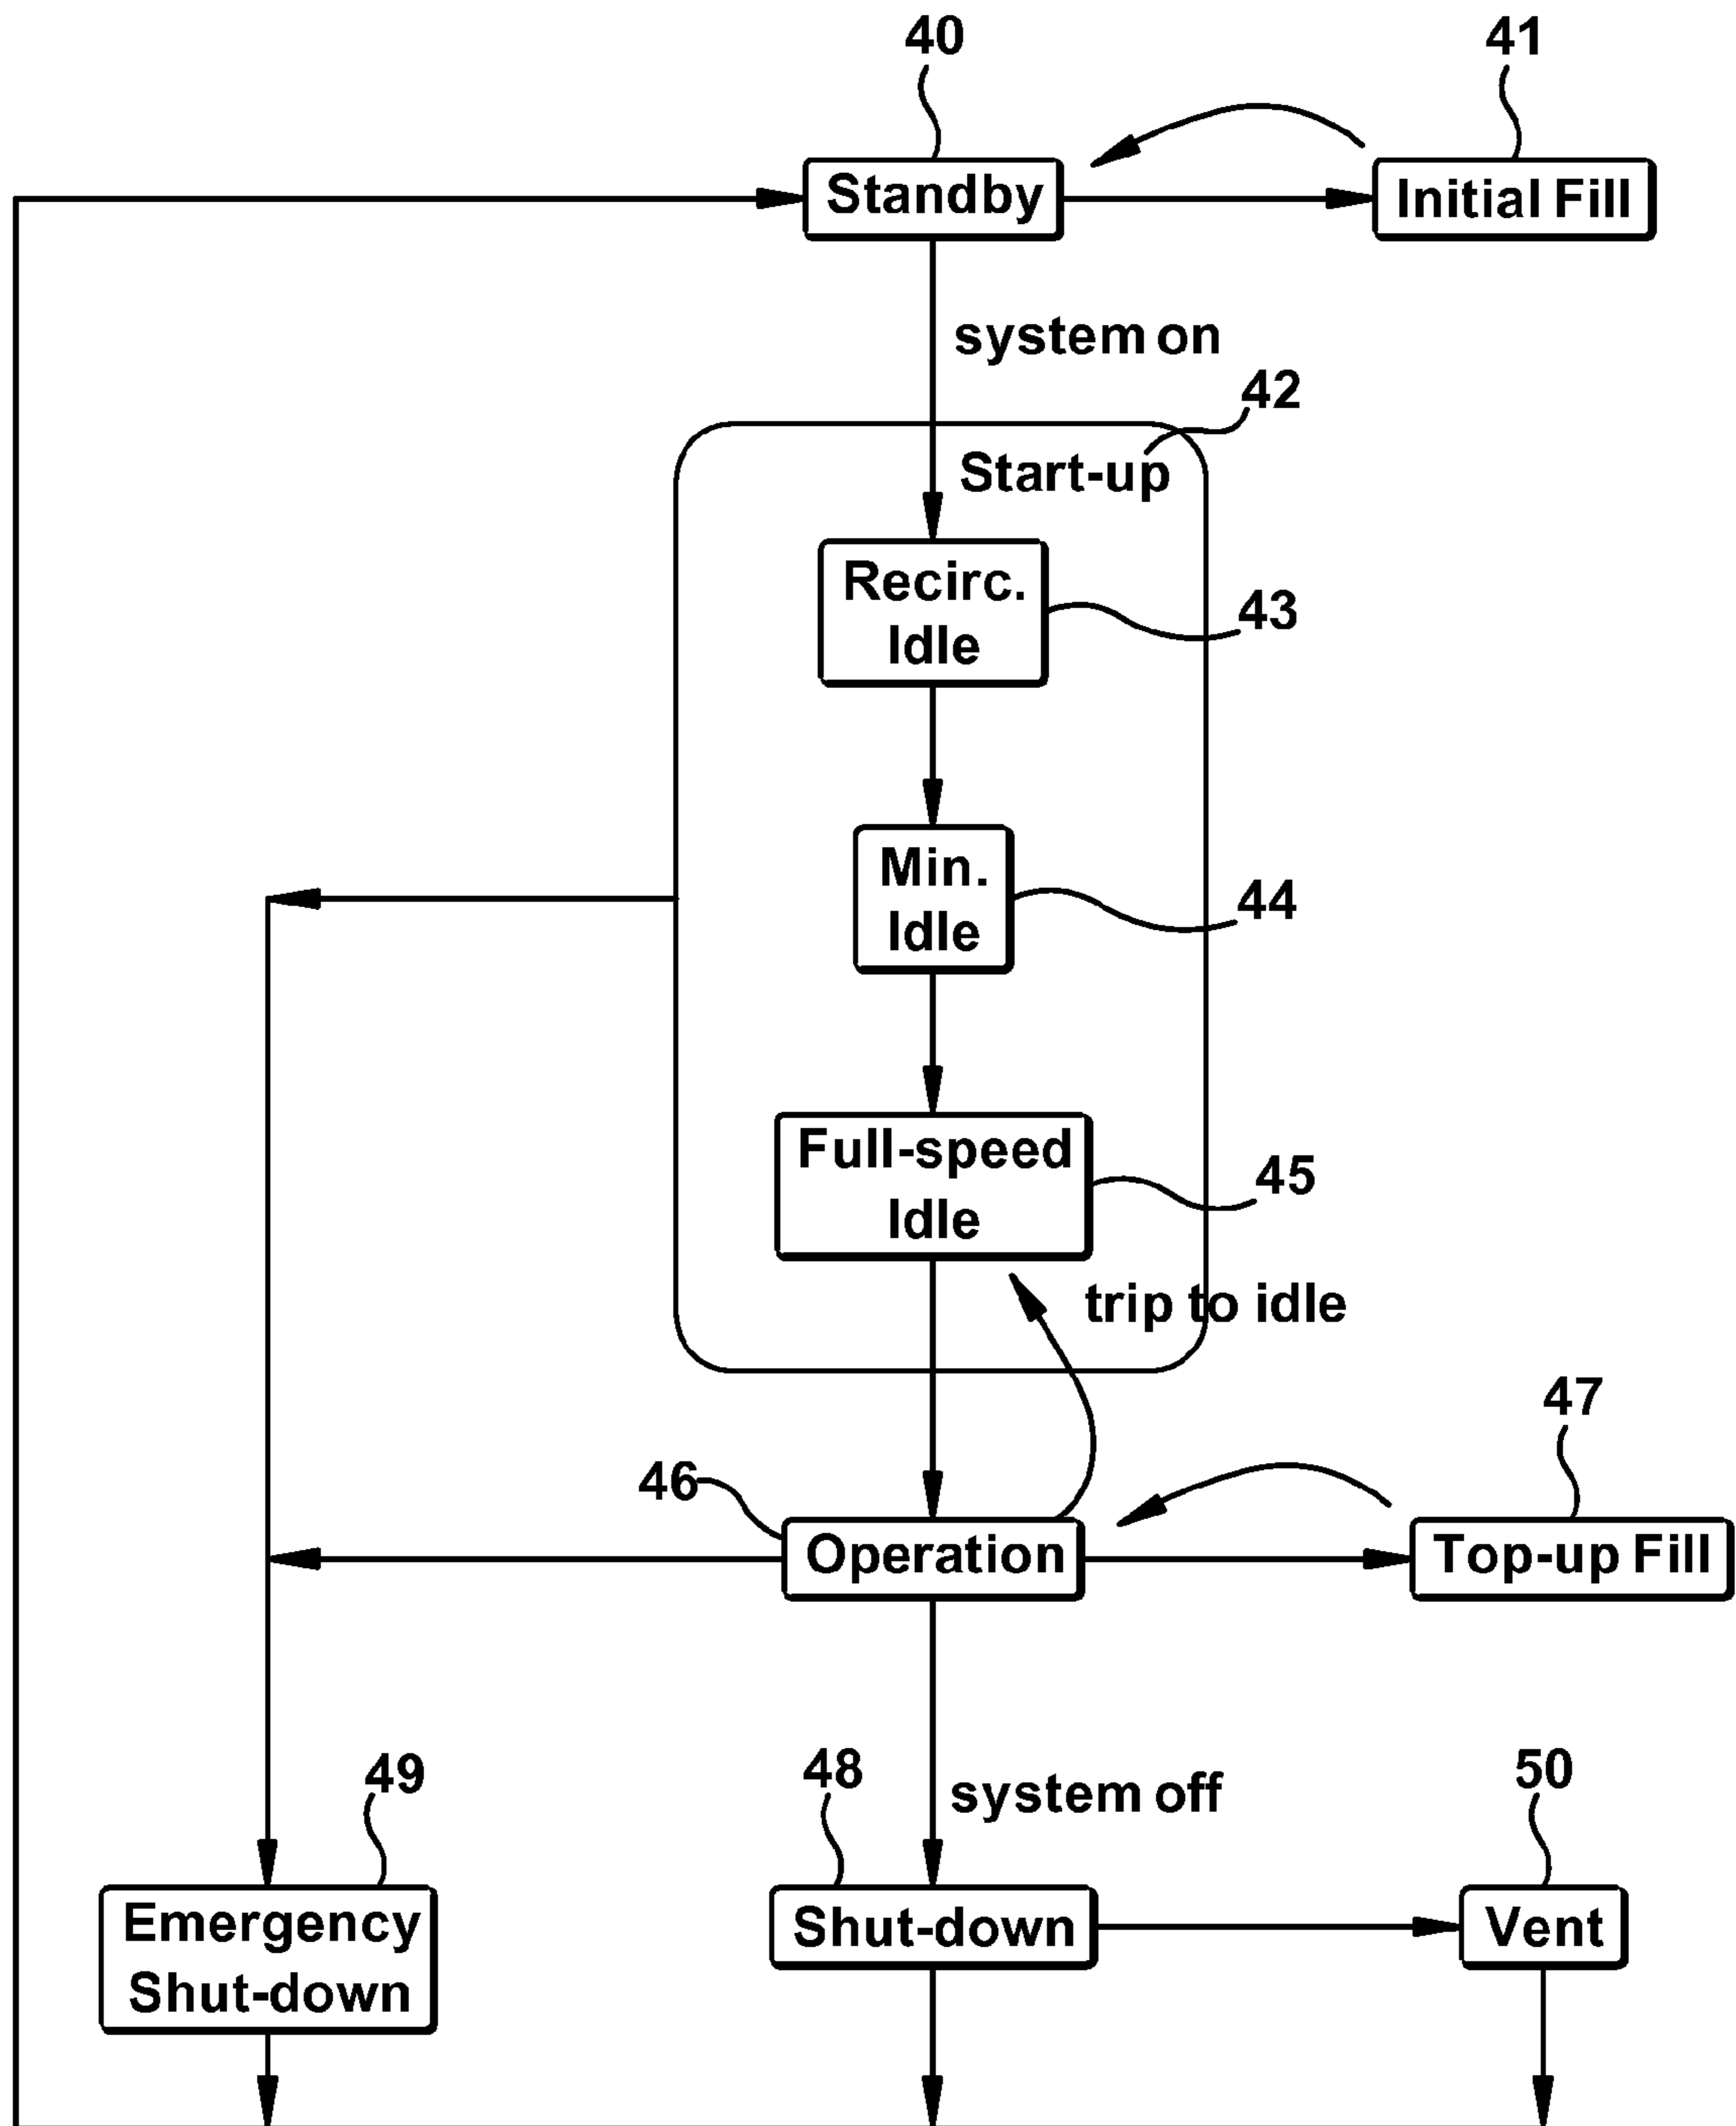 40
41
Standby
Initial Fill
system on
42
Start-up
Recirc.
Idle
43
Min.
Idle
44
Full-speed
Idle
45
trip to idle
47
46
Operation
Top-up Fill
49
48
system off
50
Emergency
Shut-down
Shut-down
Vent